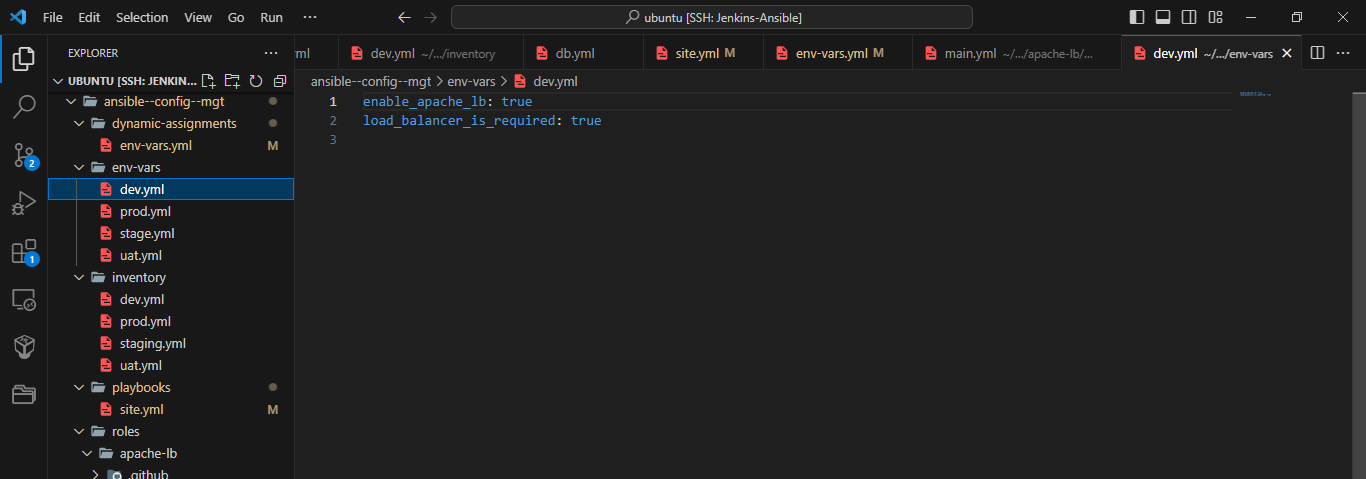 File Edit Selection View Go Run ···
ubuntu [SSH: Jenkins-Ansible]
EXPLORER ···
ml
dev.yml ~/.../inventory
db.yml
site.yml M
env-vars.yml M
main.yml ~/.../apache-lb/...
dev.yml ~/.../env-vars
UBUNTU [SSH: JENKIN...
ansible--config--mgt > env-vars > dev.yml
ansible--config--mgt
dynamic-assignments
env-vars.yml M
env-vars
dev.yml
prod.yml
stage.yml
uat.yml
inventory
dev.yml
prod.yml
staging.yml
uat.yml
playbooks
site.yml M
roles
apache-lb
.github
2
1
1 enable_apache_lb: true
2 load_balancer_is_required: true
3